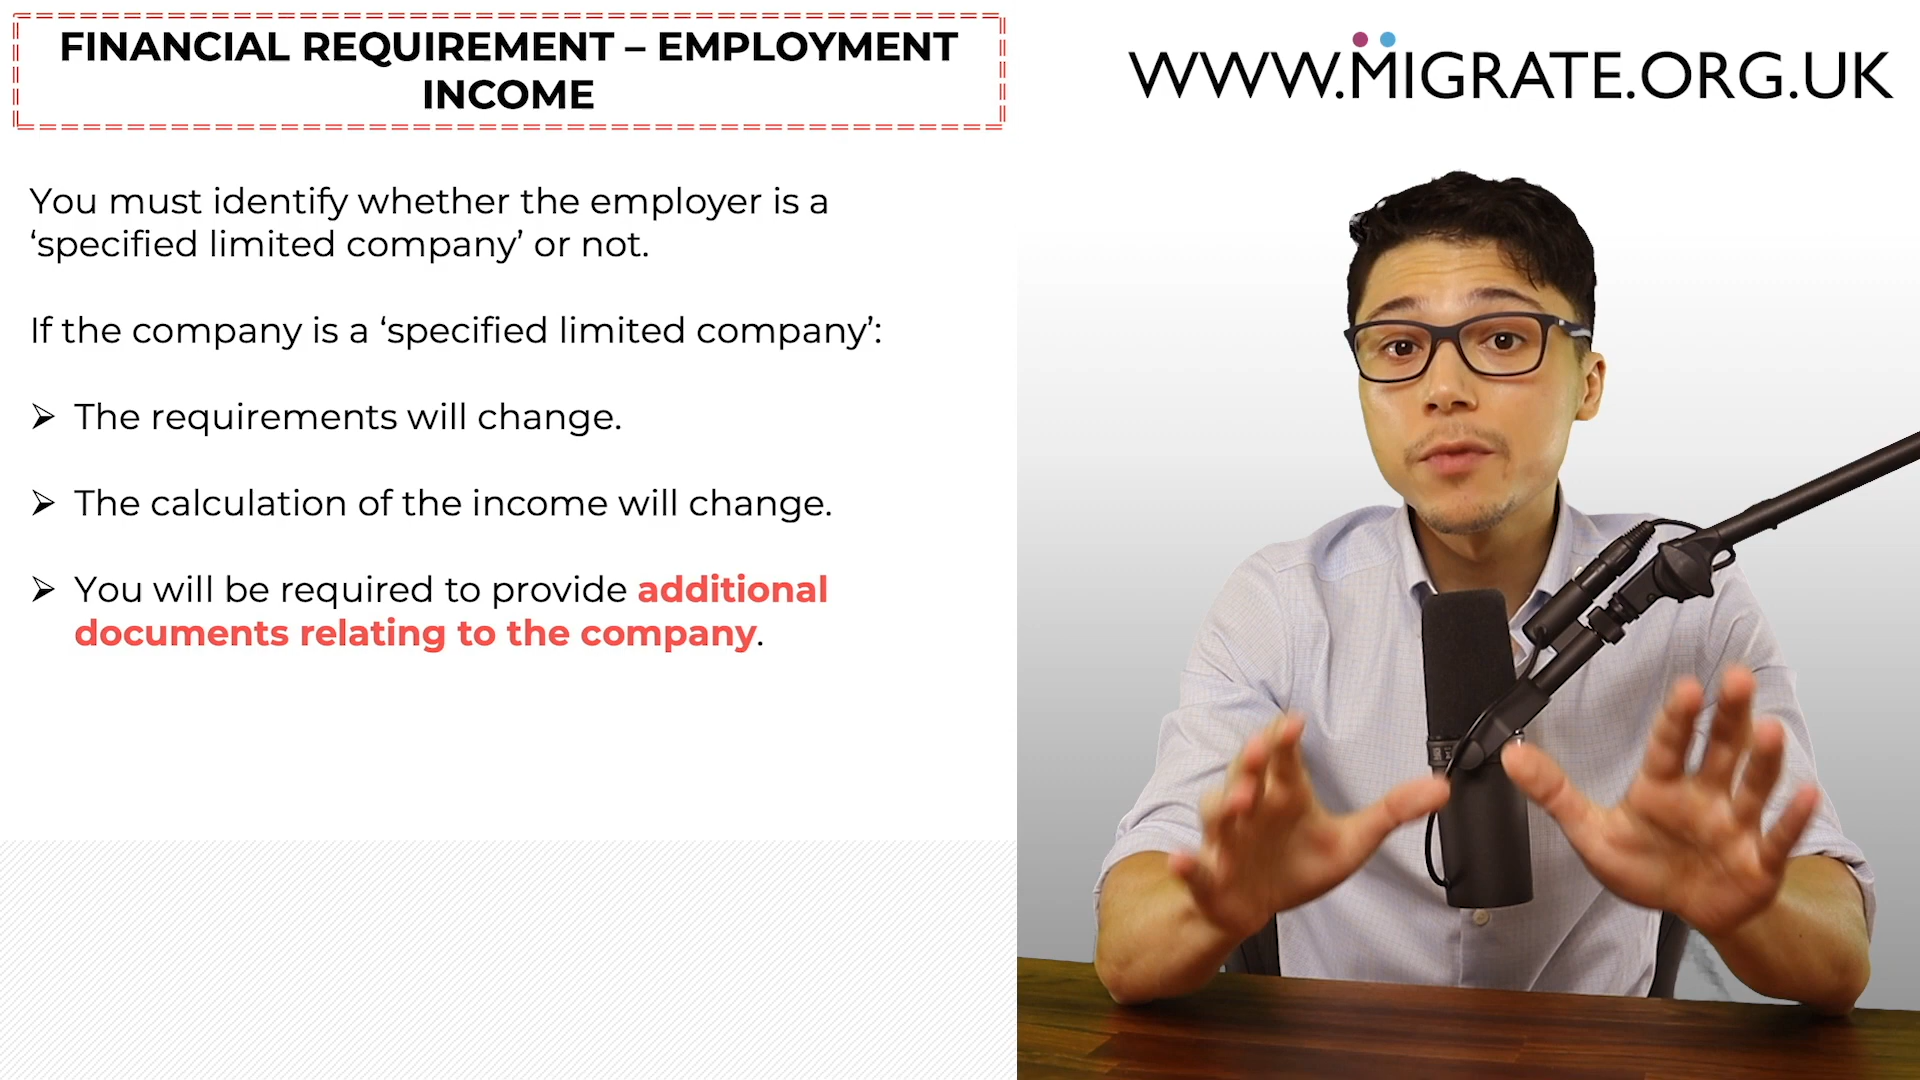 FINANCIAL REQUIREMENT – EMPLOYMENT
INCOME
WWW.MIGRATE.ORG.UK
You must identify whether the employer is a
‘specified limited company’ or not.
If the company is a ‘specified limited company’:
➢ The requirements will change.
➢ The calculation of the income will change.
➢ You will be required to provide additional
documents relating to the company.